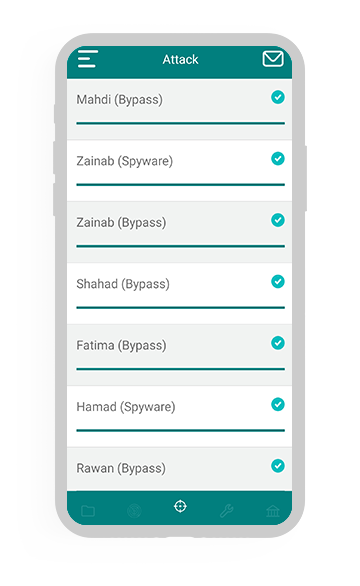 Attack
Mahdi (Bypass)
Zainab (Spyware)
Zainab (Bypass)
Shahad (Bypass)
Fatima (Bypass)
Hamad (Spyware)
Rawan (Bypass)